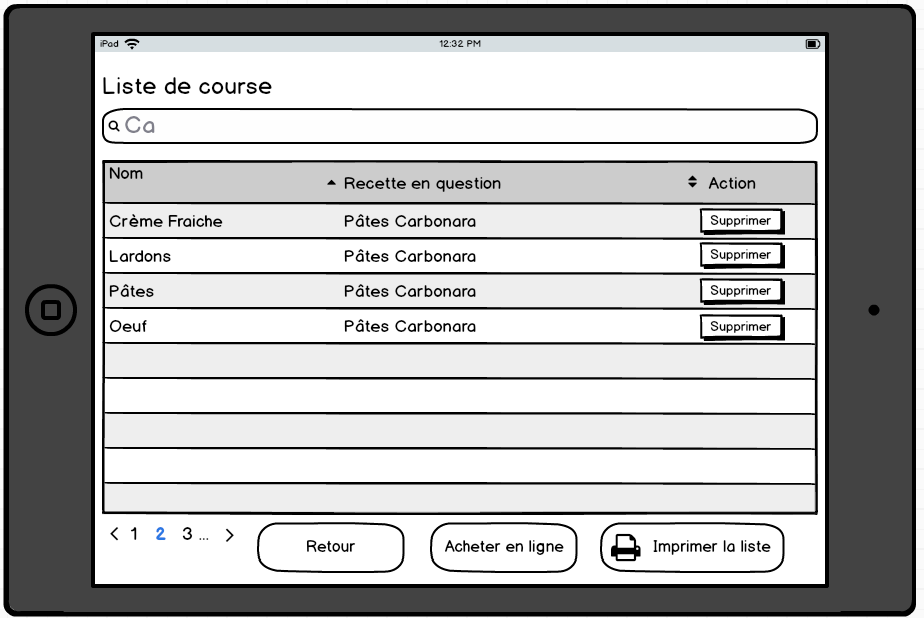 iPad 12:32 PM
Liste de course
Ca
Nom Recette en question Action
Crème Fraiche Pâtes Carbonara Supprimer
Lardons Pâtes Carbonara Supprimer
Pâtes Pâtes Carbonara Supprimer
Oeuf Pâtes Carbonara Supprimer
< 1 2 3 ... >
Retour Acheter en ligne Imprimer la liste